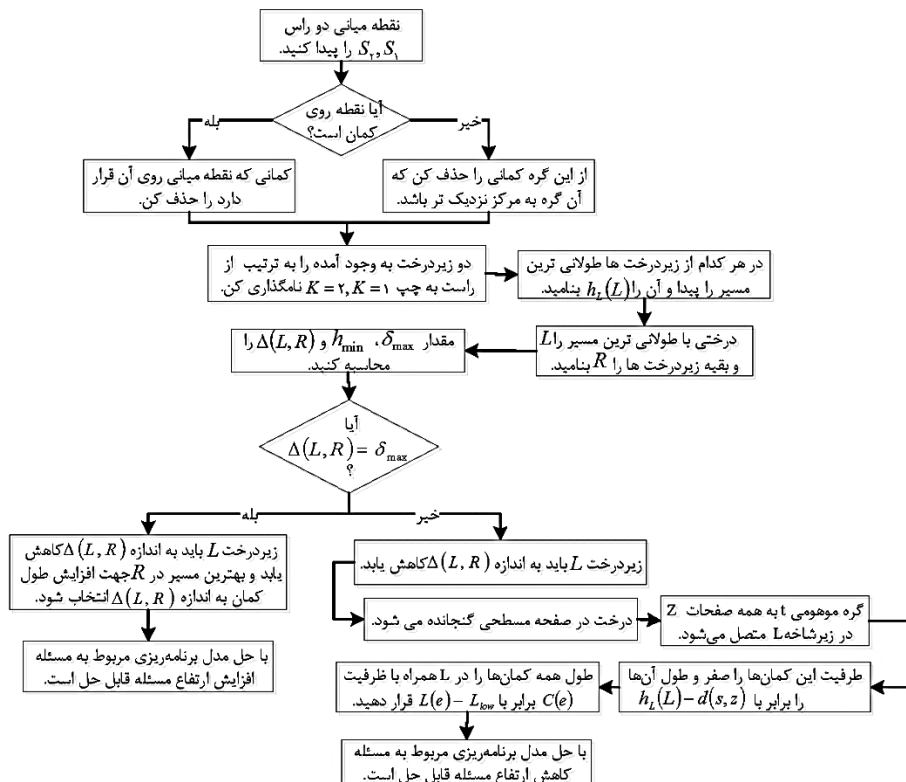 نقطه میانی دو راس
S۲, S۱ را پیدا کنید.
آیا نقطه روی
کمان است؟
بله
خیر
کمانی که نقطه میانی روی آن قرار
دارد را حذف کن.
از این گره کمانی را حذف کن که
آن گره به مرکز نزدیک تر باشد.
دو زیردرخت به وجود آمده را به ترتیب از
راست به چپ K = ۲, K = ۱ نامگذاری کن.
در هر کدام از زیردرخت ها طولانی ترین
مسیر را پیدا و آن را h_L(L) بنامید.
درختی با طولانی ترین مسیر را L
و بقیه زیردرخت ها را R بنامید.
مقدار δ_max ، h_min و Δ(L, R) را
محاسبه کنید.
آیا
Δ(L, R) = δ_max
؟
بله
خیر
زیردرخت L باید به اندازه Δ(L, R) کاهش
یابد و بهترین مسیر در R جهت افزایش طول
کمان به اندازه Δ(L, R) انتخاب شود.
با حل مدل برنامه‌ریزی مربوط به مسئله
افزایش ارتفاع مسئله قابل حل است.
زیردرخت L باید به اندازه Δ(L, R) کاهش یابد.
درخت در صفحه مسطحی گنجانده می شود.
گره موهومی t به همه صفحات Z
در زیرشاخه L متصل می‌شود.
ظرفیت این کمان‌ها را صفر و طول آن‌ها
را برابر با h_L(L) − d(s, z)
طول همه کمان‌ها را در L همراه با ظرفیت
C(e) برابر با L(e) − L_low قرار دهید.
با حل مدل برنامه‌ریزی مربوط به مسئله
کاهش ارتفاع مسئله قابل حل است.